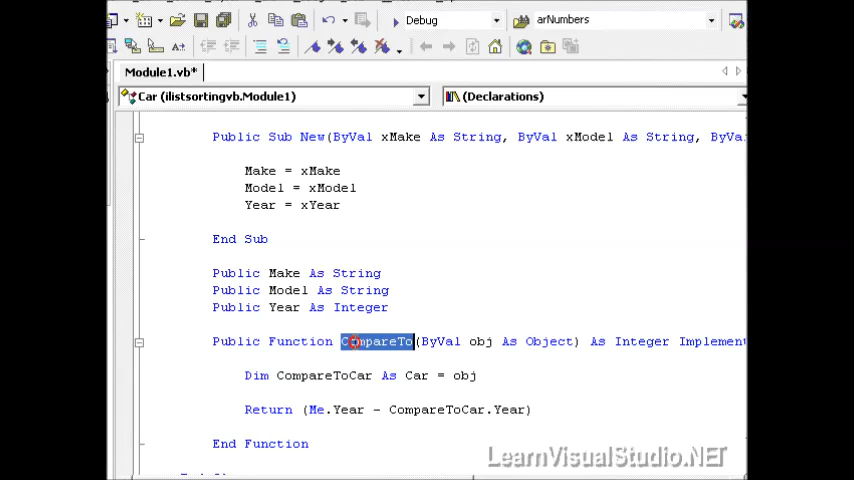 Debug arNumbers
Module1.vb*
Car (ilistsortingvb.Module1) (Declarations)
Public Sub New(ByVal xMake As String, ByVal xModel As String, ByVa
Make = xMake
Model = xModel
Year = xYear
End Sub
Public Make As String
Public Model As String
Public Year As Integer
Public Function CompareTo(ByVal obj As Object) As Integer Implement
Dim CompareToCar As Car = obj
Return (Me.Year - CompareToCar.Year)
End Function
LearnVisualStudio.NET